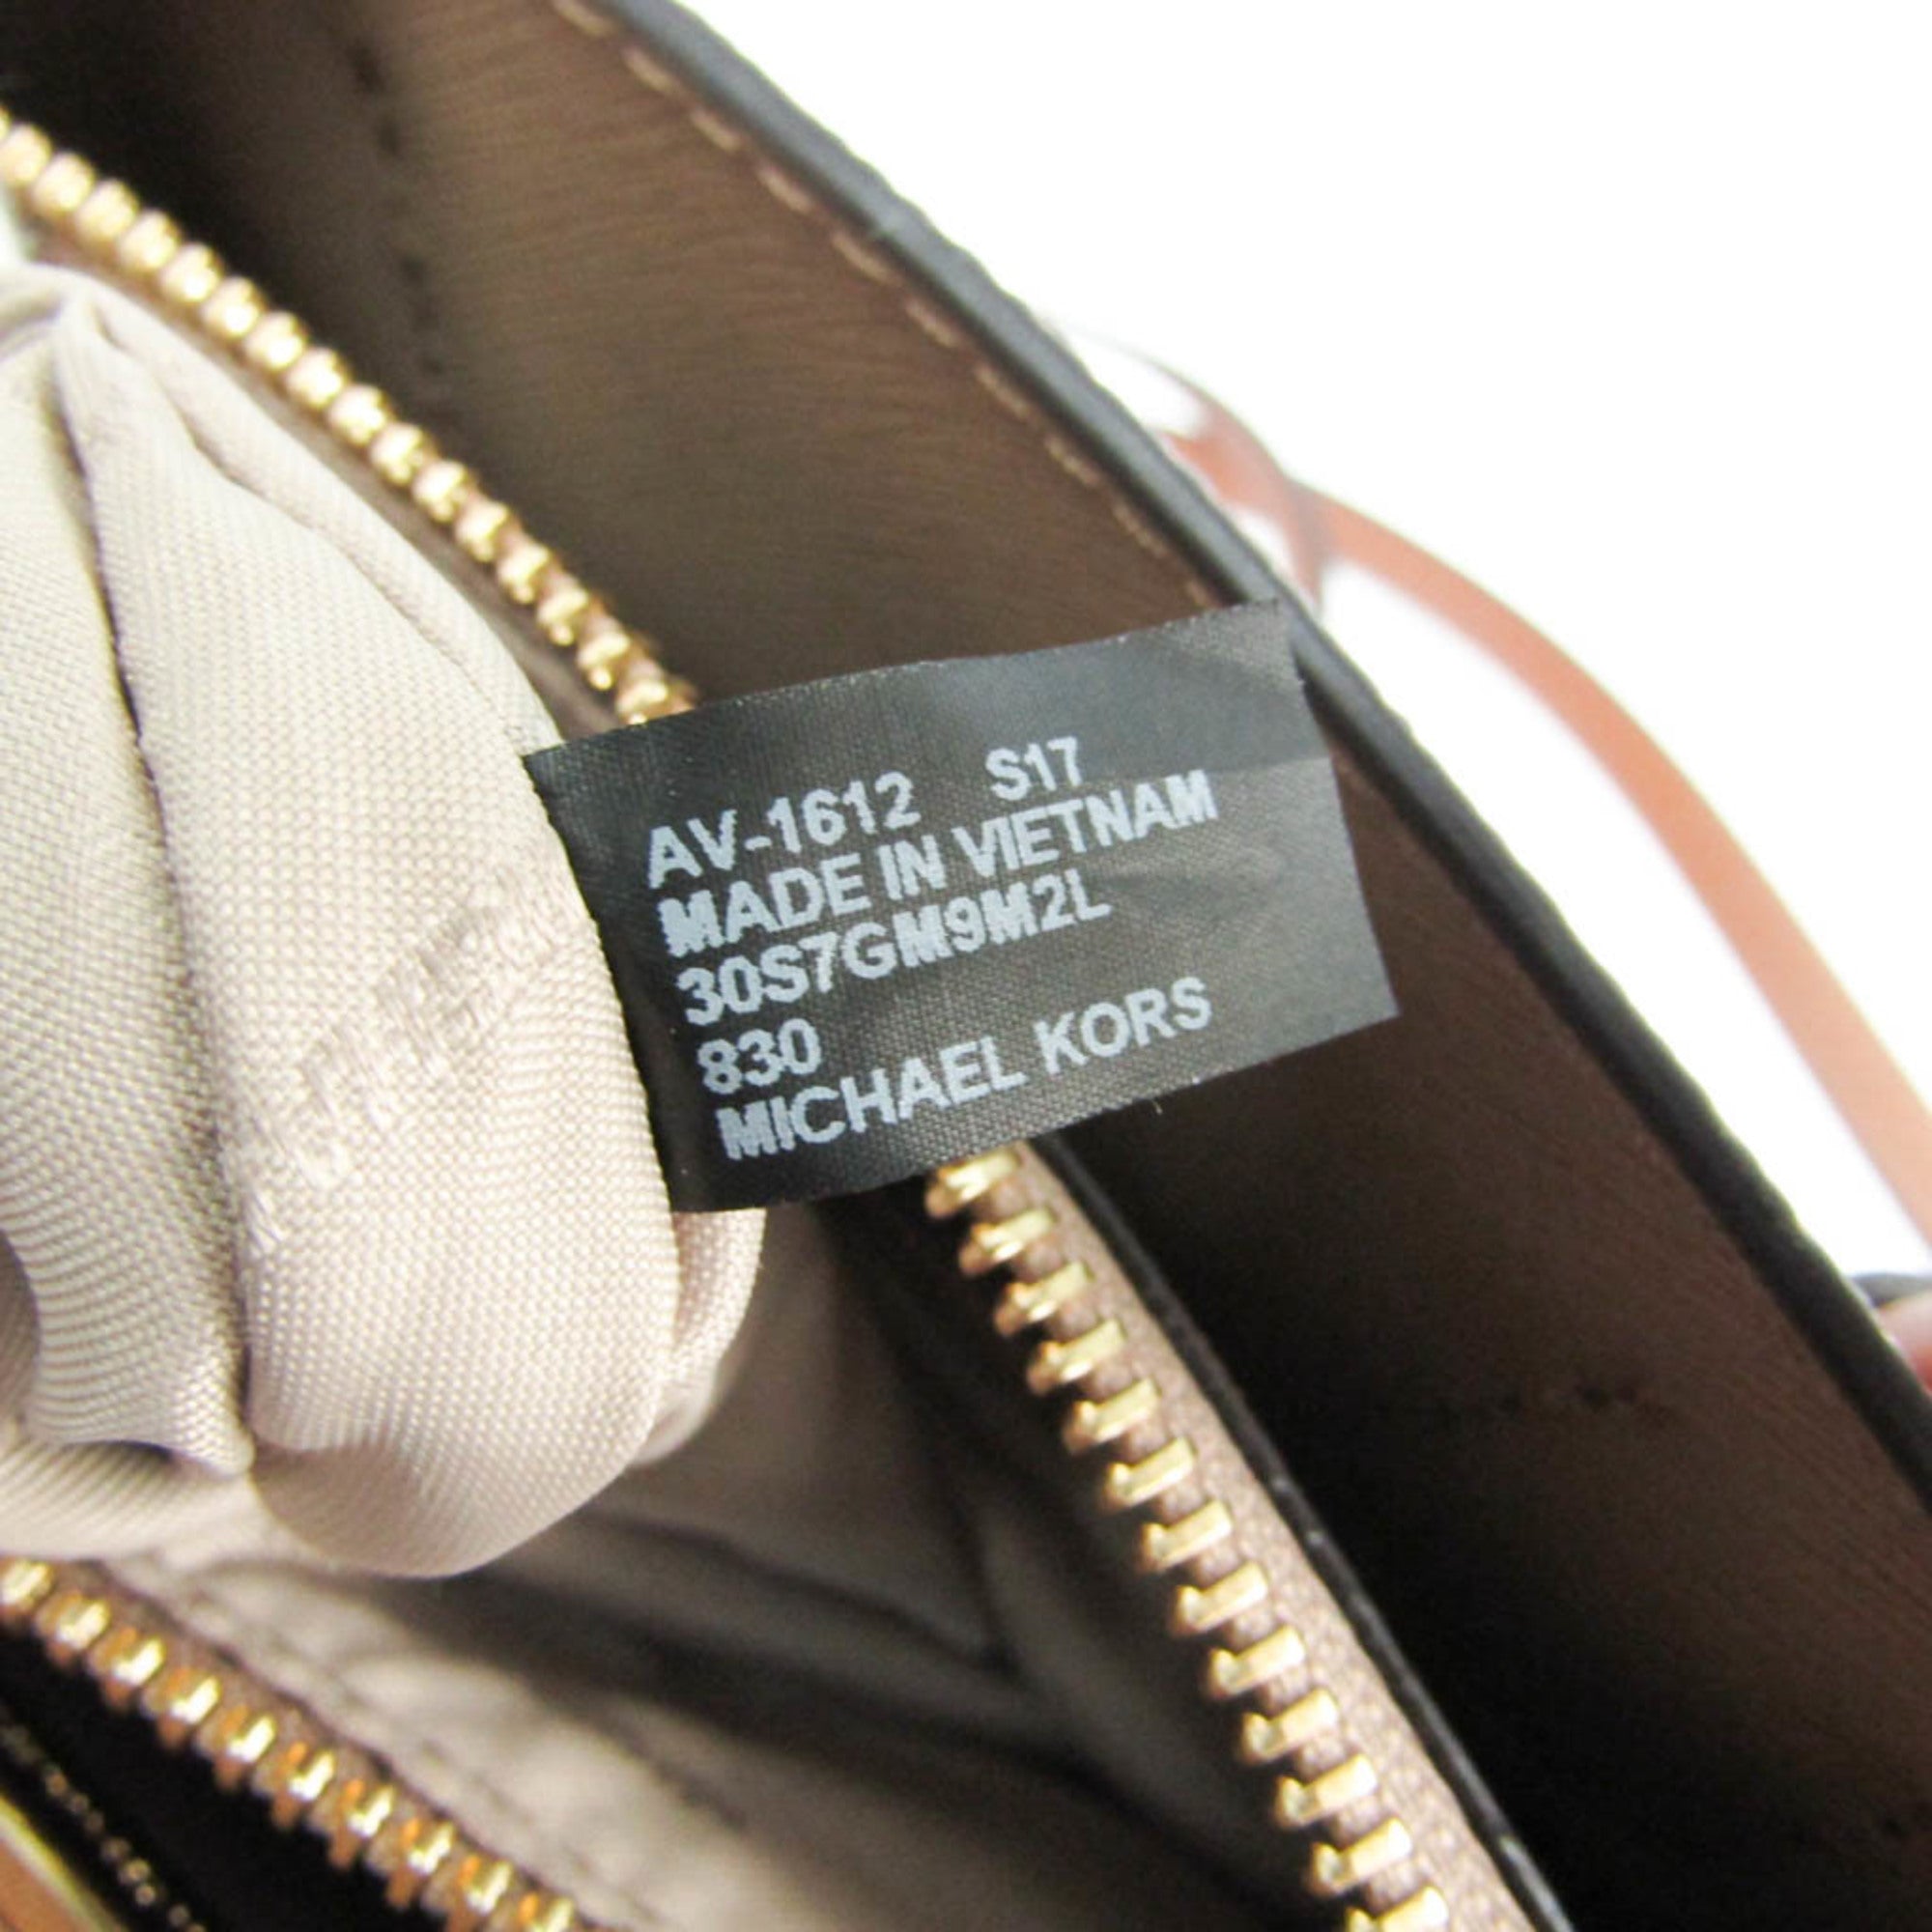 AV-1612 S17
MADE IN VIETNAM
30S7GM9M2L
830
MICHAEL KORS